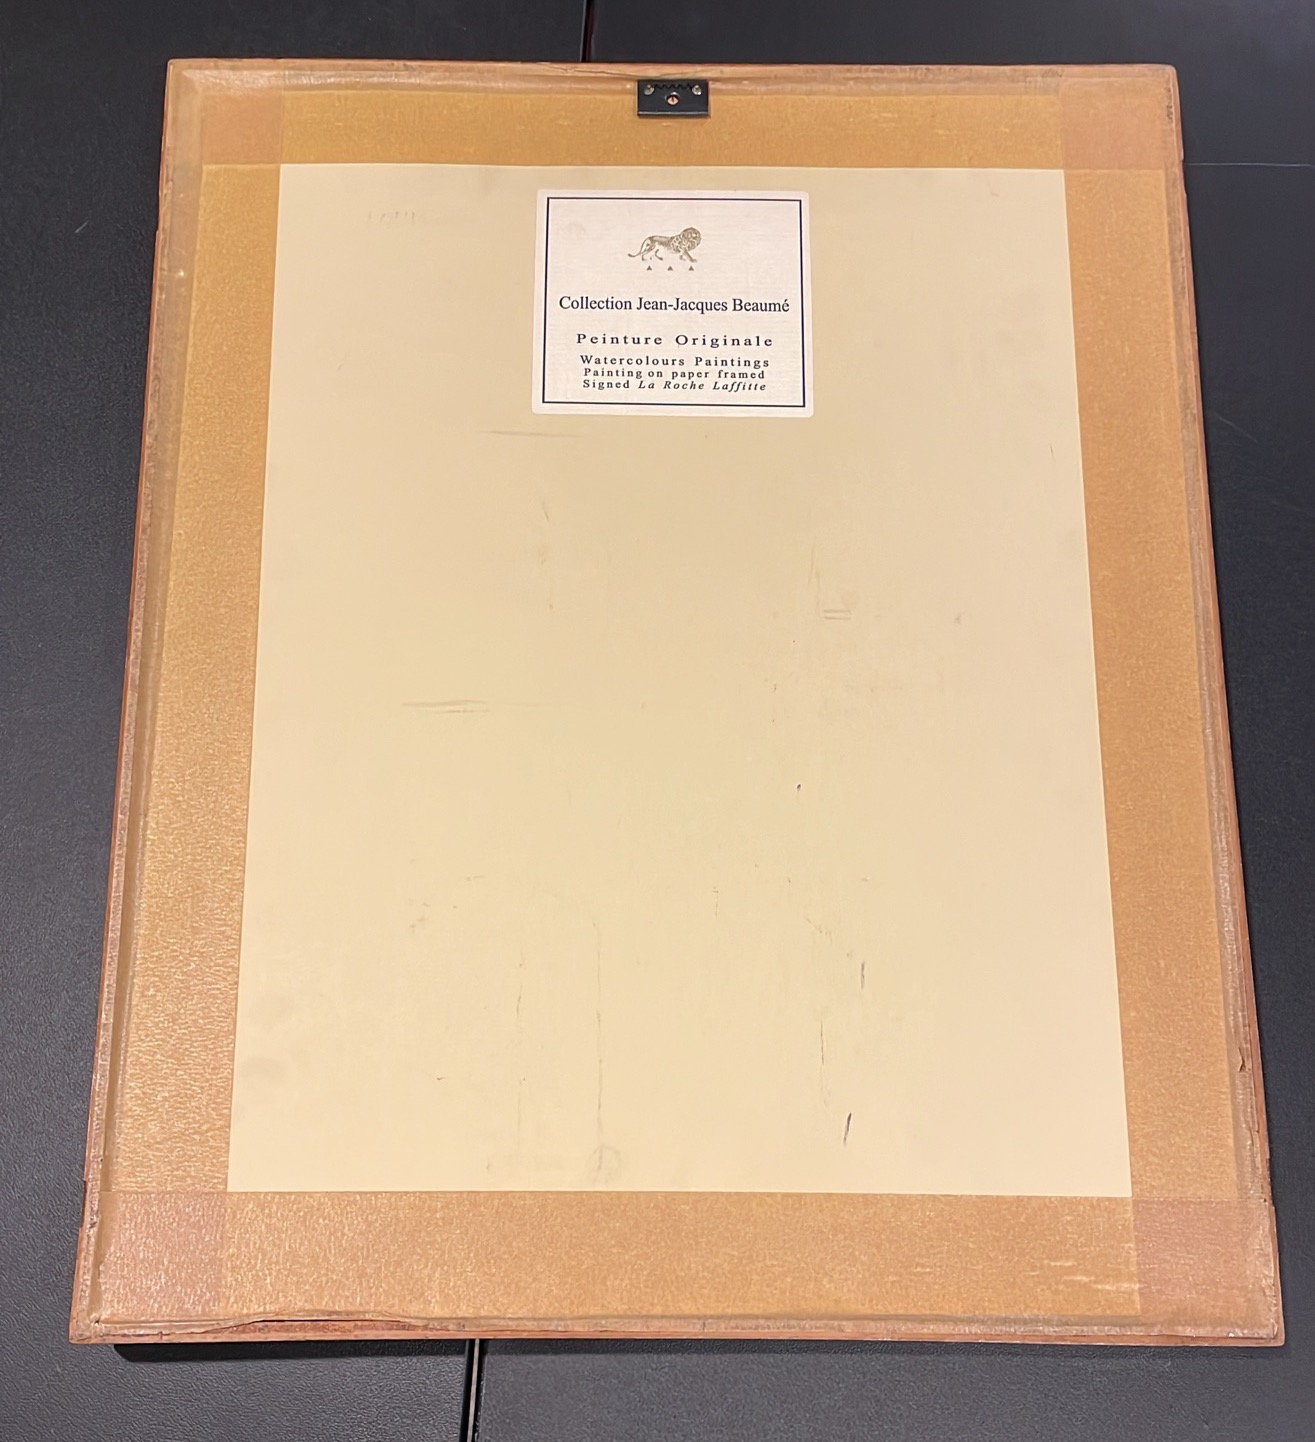 Collection Jean-Jacques Beaumé
Peinture Originale
Watercolours Paintings
Painting on paper framed
Signed La Roche Laffitte